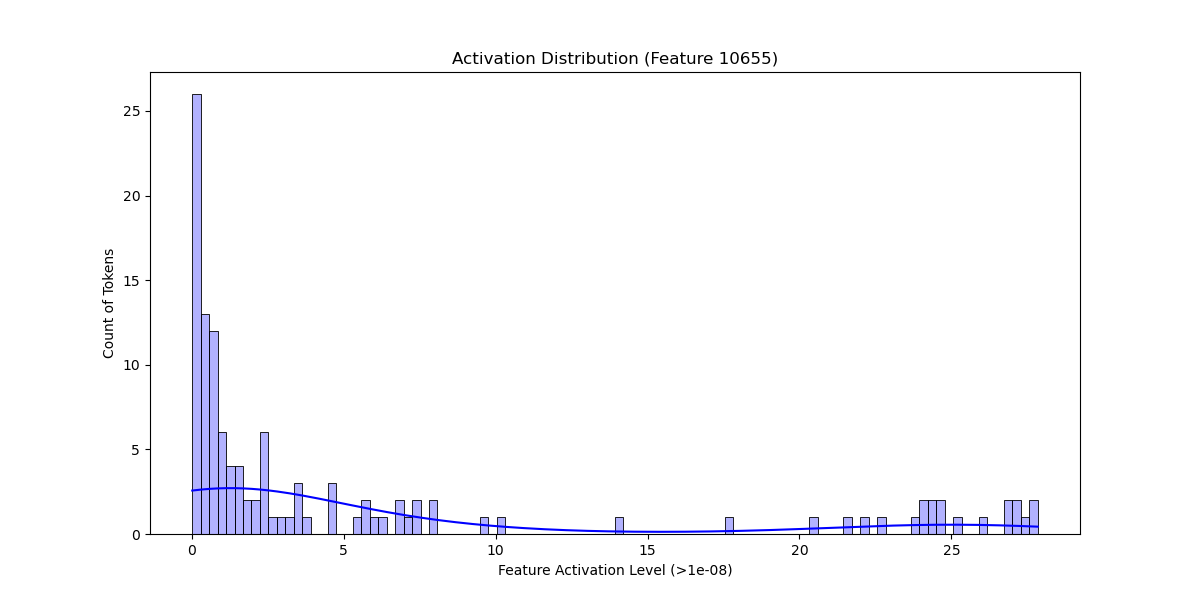 Activation Distribution (Feature 10655)
Count of Tokens
25
20
15
10
5
0
0 5 10 15 20 25
Feature Activation Level (>1e-08)